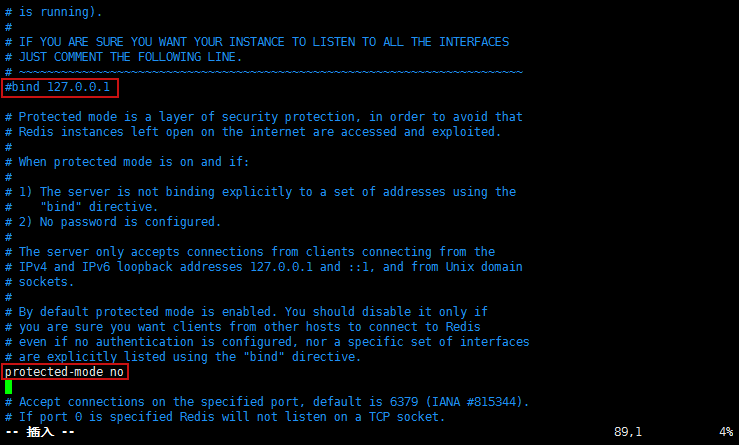 # is running).
#
# IF YOU ARE SURE YOU WANT YOUR INSTANCE TO LISTEN TO ALL THE INTERFACES
# JUST COMMENT THE FOLLOWING LINE.
# ~~~~~~~~~~~~~~~~~~~~~~~~~~~~~~~~~~~~~~~~~~~~~~~~~~~~~~~~~~~~~~~~~~~~~~~~
#bind 127.0.0.1

# Protected mode is a layer of security protection, in order to avoid that
# Redis instances left open on the internet are accessed and exploited.
#
# When protected mode is on and if:
#
# 1) The server is not binding explicitly to a set of addresses using the
#    "bind" directive.
# 2) No password is configured.
#
# The server only accepts connections from clients connecting from the
# IPv4 and IPv6 loopback addresses 127.0.0.1 and ::1, and from Unix domain
# sockets.
#
# By default protected mode is enabled. You should disable it only if
# you are sure you want clients from other hosts to connect to Redis
# even if no authentication is configured, nor a specific set of interfaces
# are explicitly listed using the "bind" directive.
protected-mode no

# Accept connections on the specified port, default is 6379 (IANA #815344).
# If port 0 is specified Redis will not listen on a TCP socket.
-- 插入 -- 89,1 4%